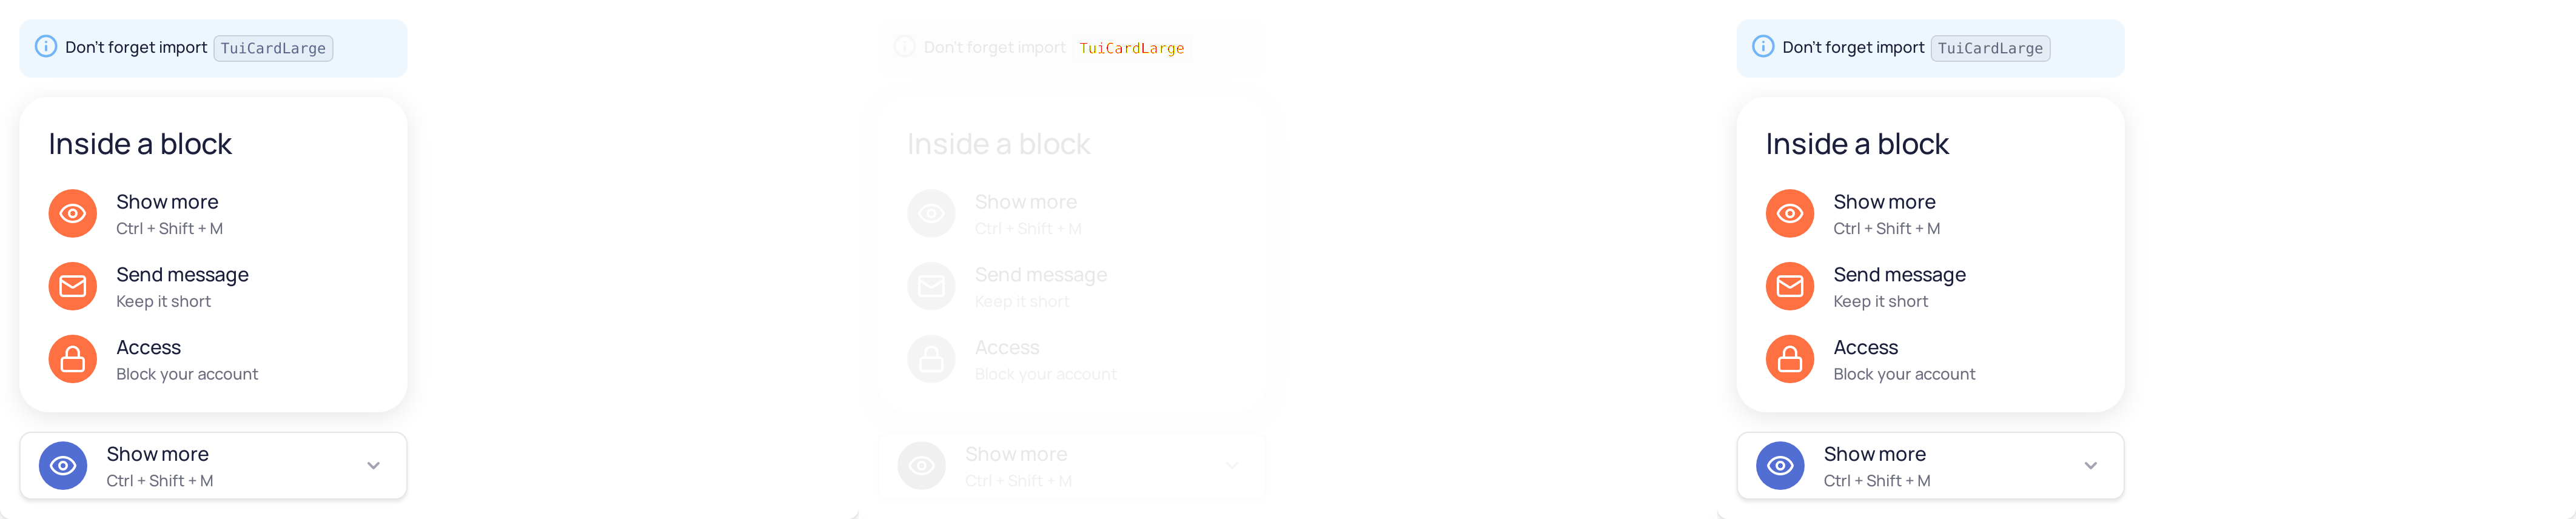 Don't forget import TuiCardLarge
Inside a block
Show more
Ctrl + Shift + M
Send message
Keep it short
Access
Block your account
Show more
Ctrl + Shift + M
Don't forget import TuiCardLarge
Inside a block
Show more
Ctrl + Shift + M
Send message
Keep it short
Access
Block your account
Show more
Ctrl + Shift + M
Don't forget import TuiCardLarge
Inside a block
Show more
Ctrl + Shift + M
Send message
Keep it short
Access
Block your account
Show more
Ctrl + Shift + M